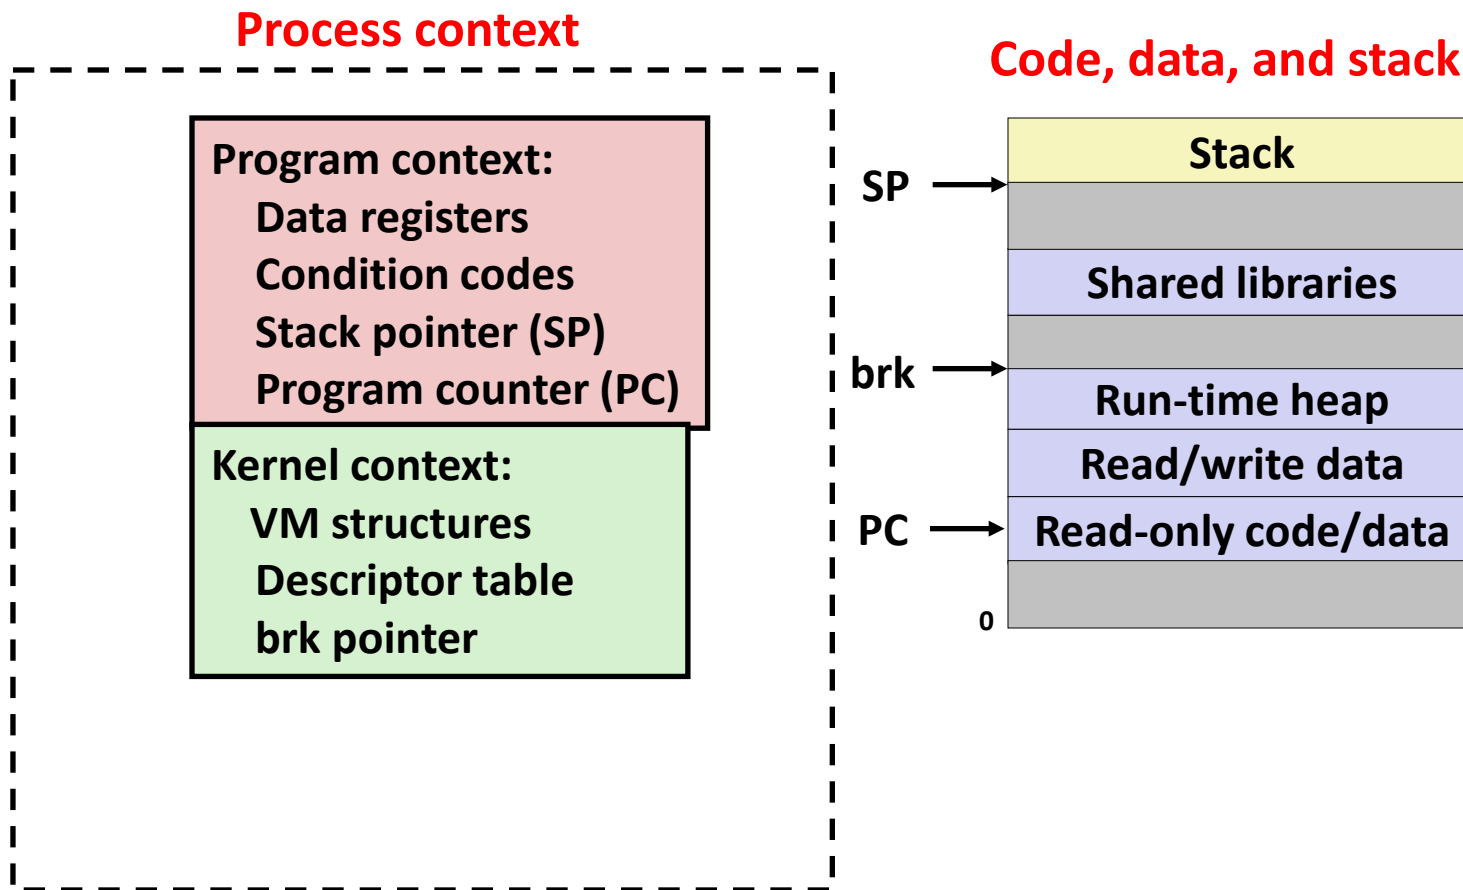 Process context
Program context:
Data registers
Condition codes
Stack pointer (SP)
Program counter (PC)
Kernel context:
VM structures
Descriptor table
brk pointer
Code, data, and stack
Stack
SP
Shared libraries
brk
Run-time heap
Read/write data
PC
Read-only code/data
0